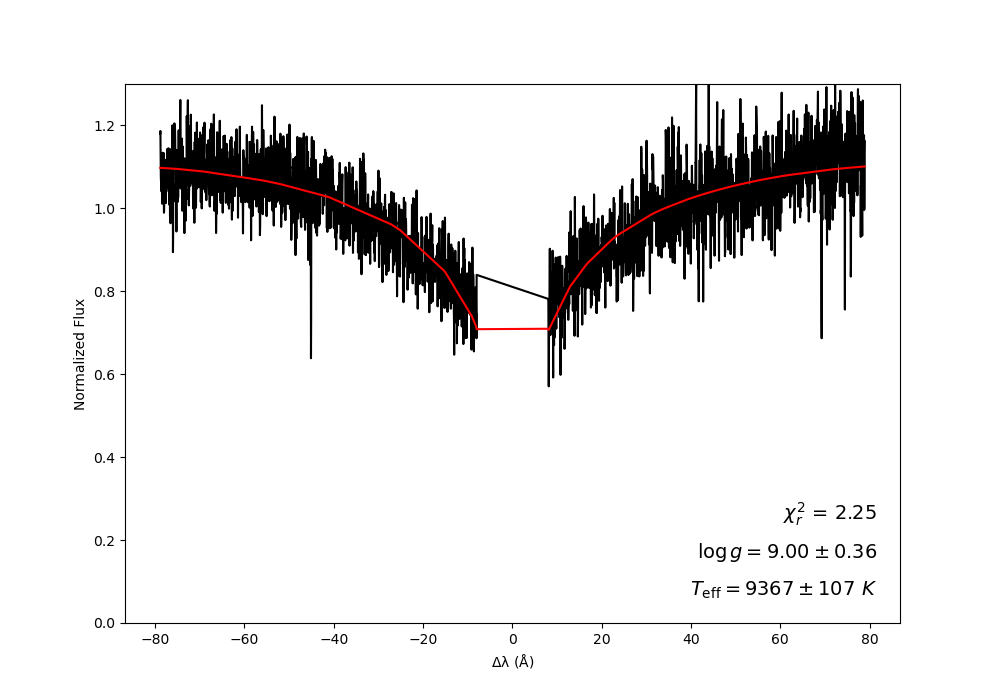 1.2
1.0
0.8
0.6
0.4
0.2
0.0
Normalized Flux
χ²ᵣ = 2.25
log g = 9.00 ± 0.36
T_eff = 9367 ± 107 K
−80 −60 −40 −20 0 20 40 60 80
Δλ (Å)